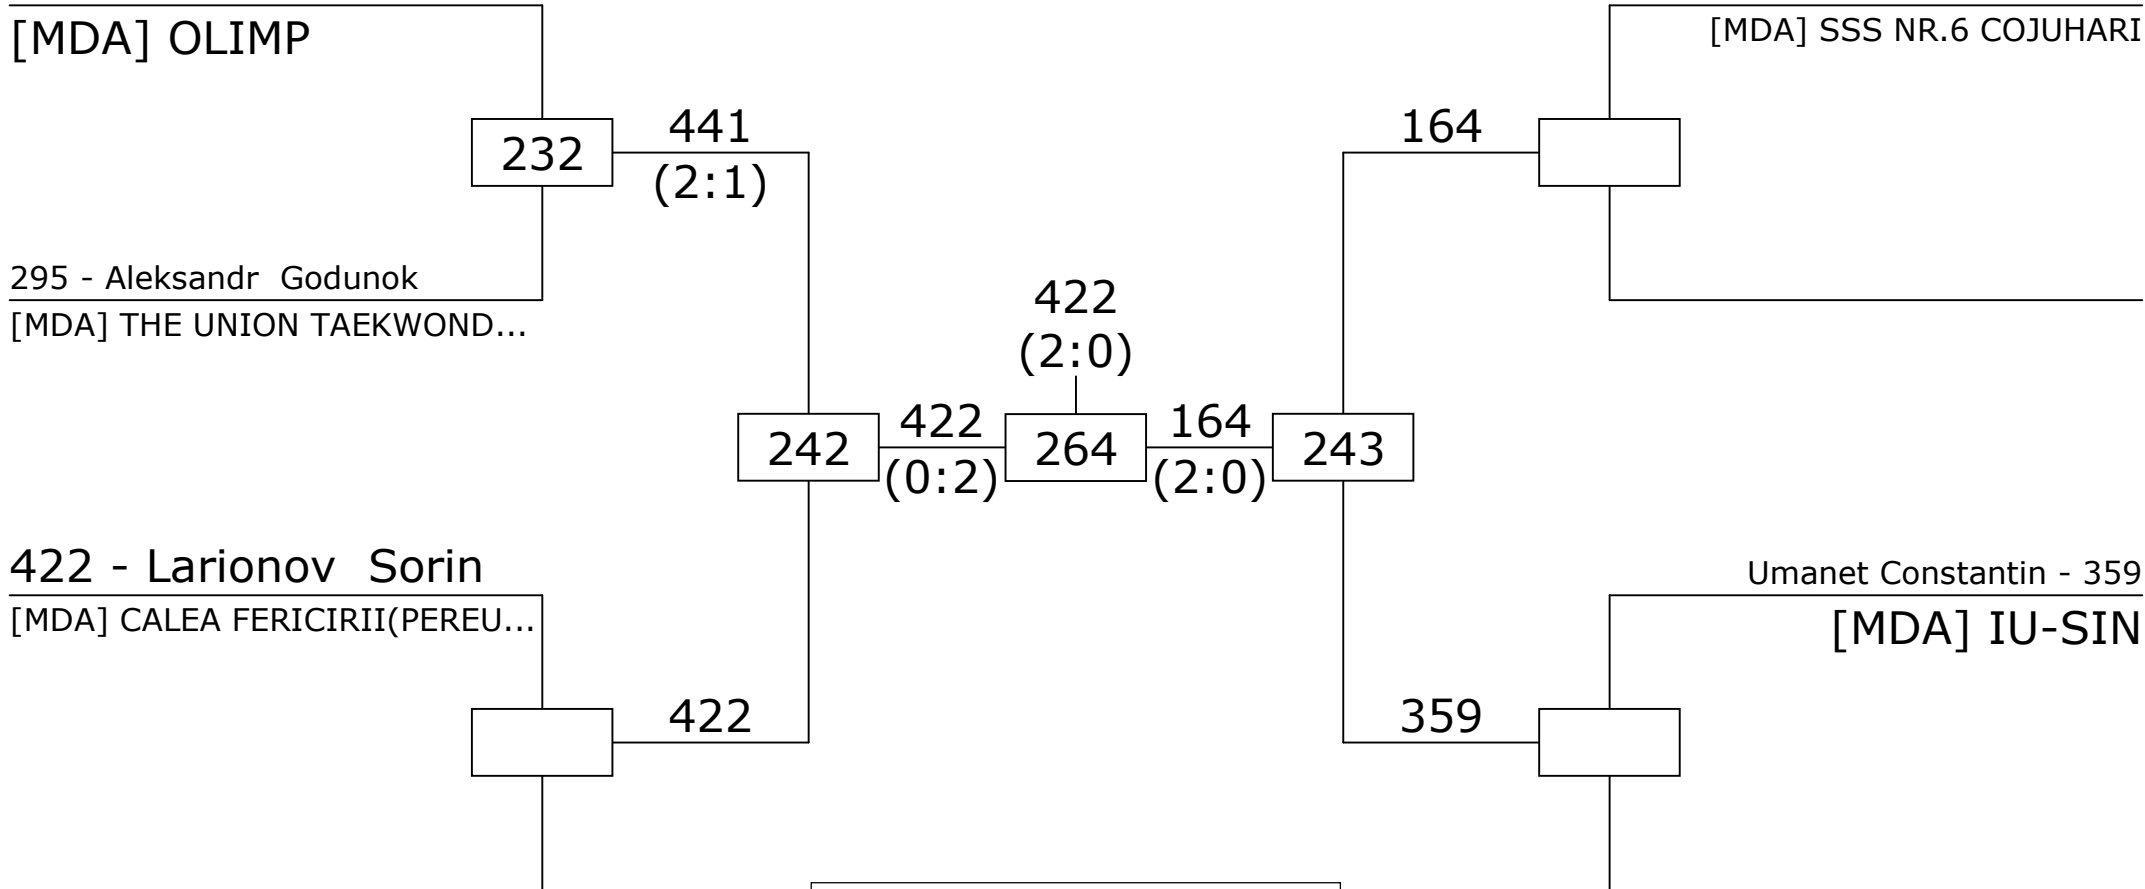 [MDA] OLIMP
[MDA] SSS NR.6 COJUHARI
232
441
(2:1)
164
295 - Aleksandr  Godunok
[MDA] THE UNION TAEKWOND...
422
(2:0)
242
422
(0:2)
264
164
(2:0)
243
422 - Larionov  Sorin
[MDA] CALEA FERICIRII(PEREU...
Umanet Constantin - 359
[MDA] IU-SIN
422
359